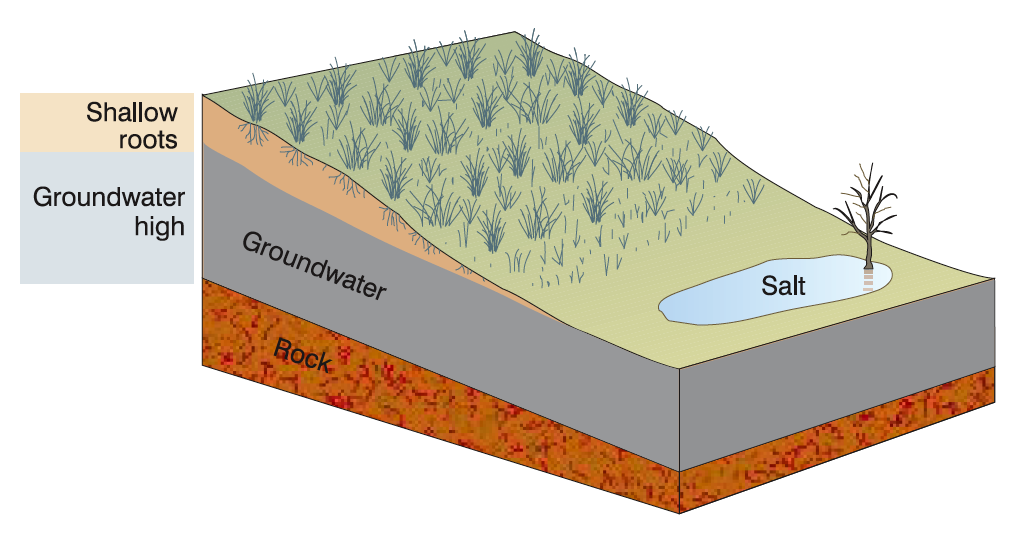 Shallow
roots
Groundwater
high
Groundwater
Rock
Salt